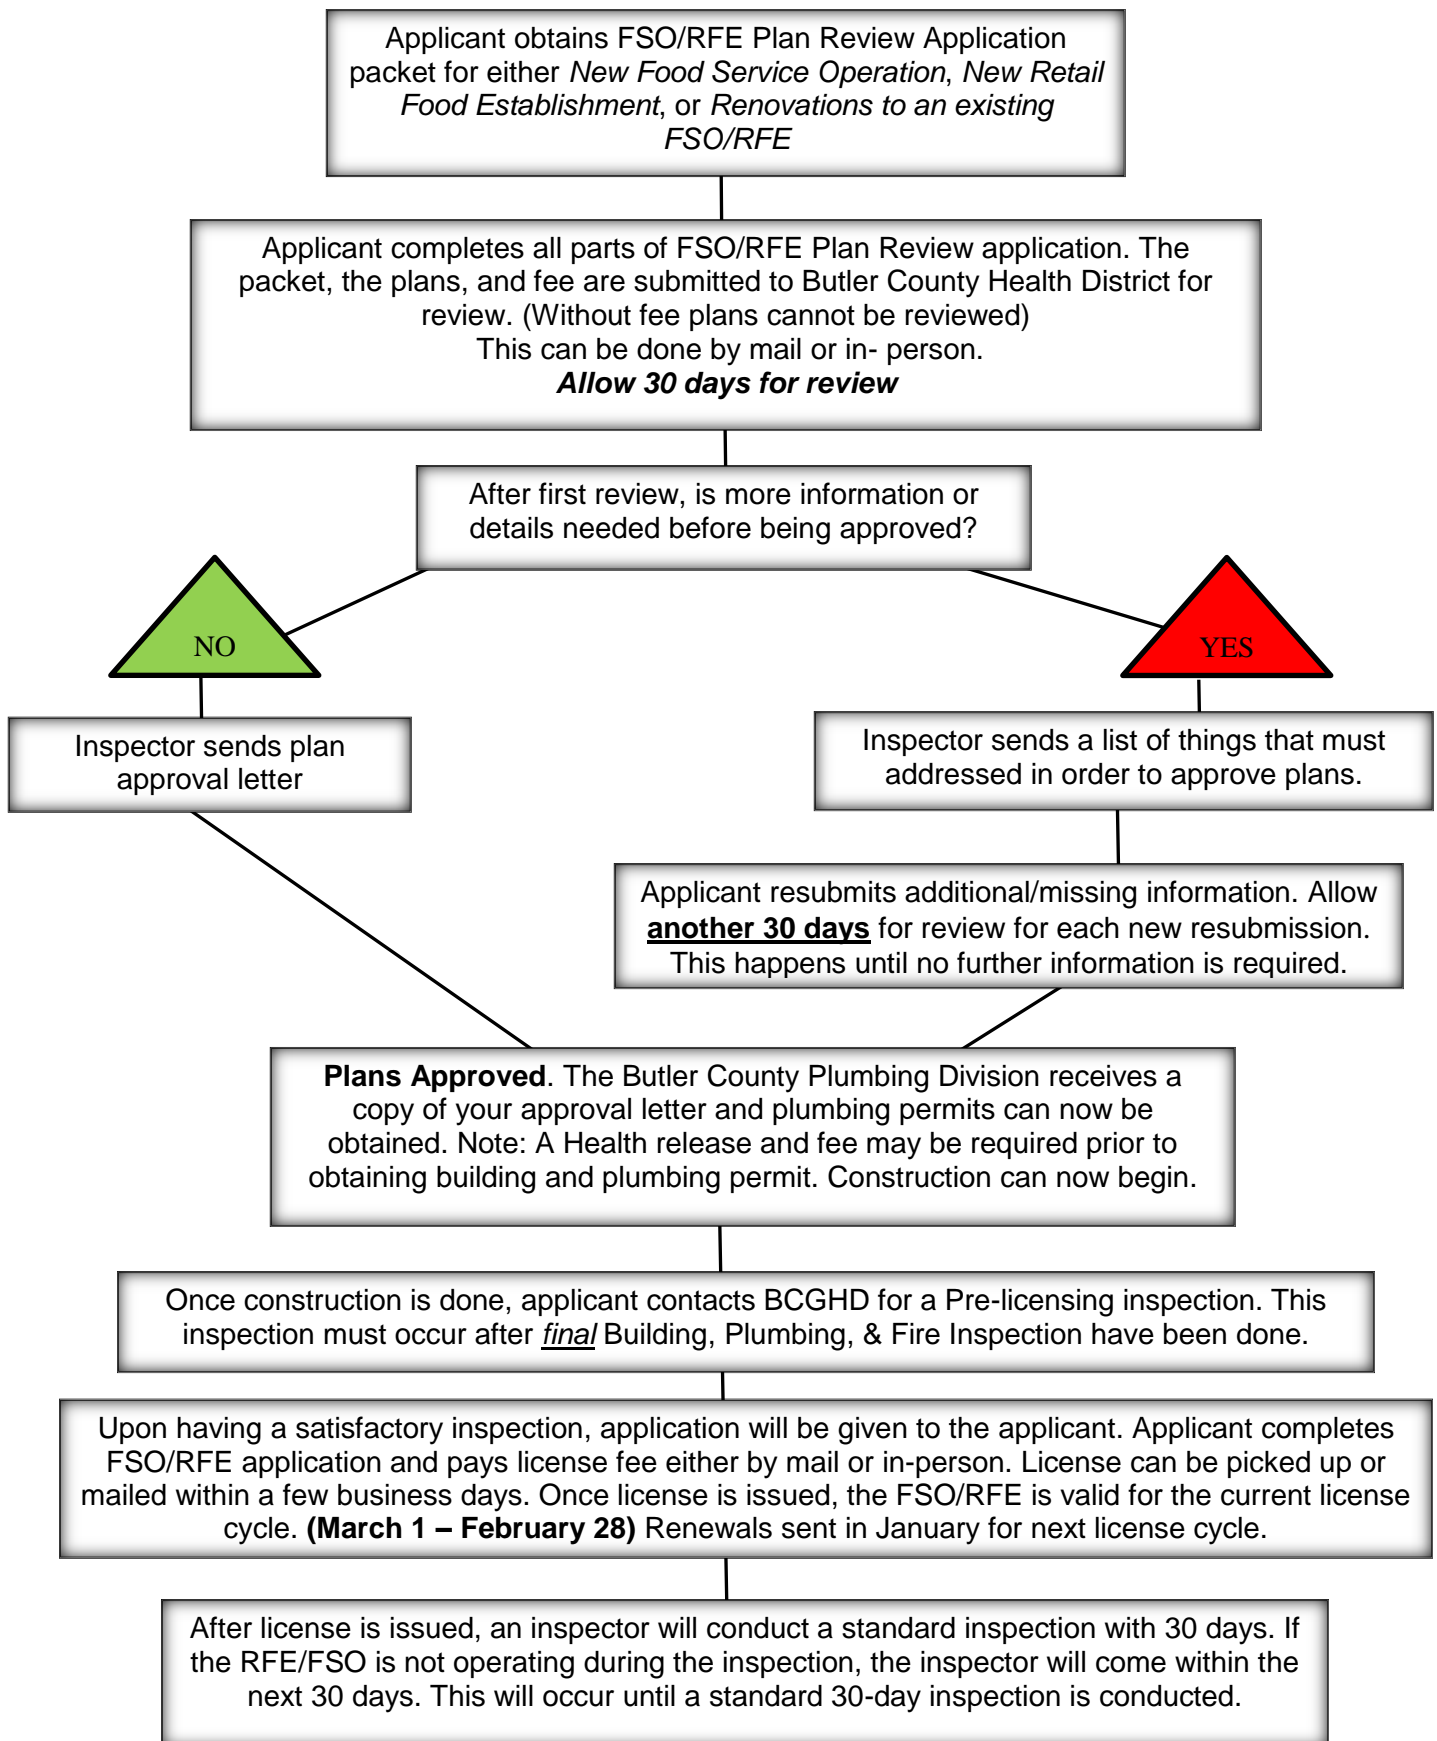 Applicant obtains FSO/RFE Plan Review Application
packet for either New Food Service Operation, New Retail
Food Establishment, or Renovations to an existing
FSO/RFE
Applicant completes all parts of FSO/RFE Plan Review application. The
packet, the plans, and fee are submitted to Butler County Health District for
review. (Without fee plans cannot be reviewed)
This can be done by mail or in- person.
Allow 30 days for review
After first review, is more information or
details needed before being approved?
NO
YES
Inspector sends plan
approval letter
Inspector sends a list of things that must
addressed in order to approve plans.
Applicant resubmits additional/missing information. Allow
another 30 days for review for each new resubmission.
This happens until no further information is required.
Plans Approved. The Butler County Plumbing Division receives a
copy of your approval letter and plumbing permits can now be
obtained. Note: A Health release and fee may be required prior to
obtaining building and plumbing permit. Construction can now begin.
Once construction is done, applicant contacts BCGHD for a Pre-licensing inspection. This
inspection must occur after final Building, Plumbing, & Fire Inspection have been done.
Upon having a satisfactory inspection, application will be given to the applicant. Applicant completes
FSO/RFE application and pays license fee either by mail or in-person. License can be picked up or
mailed within a few business days. Once license is issued, the FSO/RFE is valid for the current license
cycle. (March 1 – February 28) Renewals sent in January for next license cycle.
After license is issued, an inspector will conduct a standard inspection with 30 days. If
the RFE/FSO is not operating during the inspection, the inspector will come within the
next 30 days. This will occur until a standard 30-day inspection is conducted.